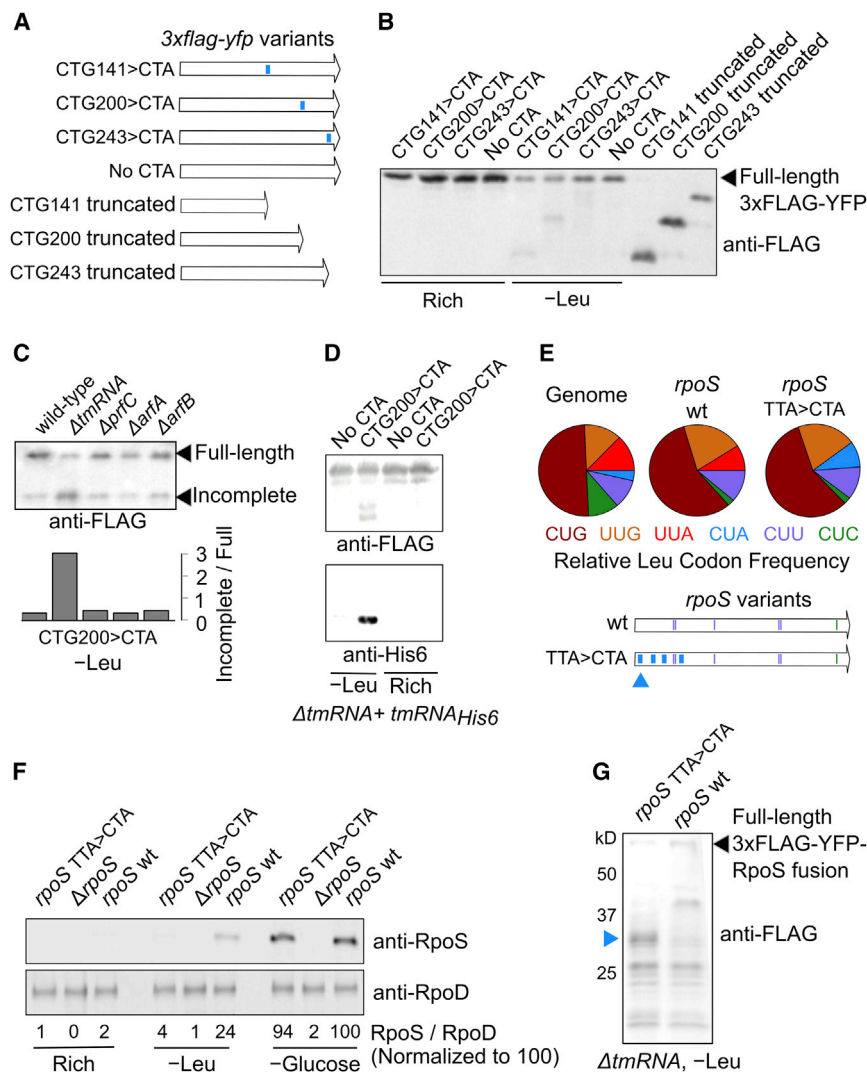 A
3xflag-yfp variants
CTG141>CTA
CTG200>CTA
CTG243>CTA
No CTA
CTG141 truncated
CTG200 truncated
CTG243 truncated
B
CTG141>CTA
CTG200>CTA
CTG243>CTA
No CTA
CTG141>CTA
CTG200>CTA
CTG243>CTA
No CTA
CTG141 truncated
CTG200 truncated
CTG243 truncated
Full-length
3xFLAG-YFP
anti-FLAG
Rich
−Leu
C
wild-type
ΔtmRNA
ΔprfC
ΔarfA
ΔarfB
Full-length
Incomplete
anti-FLAG
3
2
1
0
Incomplete / Full
CTG200>CTA
−Leu
D
No CTA
CTG200>CTA
No CTA
CTG200>CTA
anti-FLAG
anti-His6
−Leu Rich
ΔtmRNA+ tmRNAHis6
E
Genome
rpoS
wt
rpoS
TTA>CTA
CUG UUG UUA CUA CUU CUC
Relative Leu Codon Frequency
rpoS variants
wt
TTA>CTA
F
rpoS TTA>CTA
ΔrpoS
rpoS wt
rpoS TTA>CTA
ΔrpoS
rpoS wt
rpoS TTA>CTA
ΔrpoS
rpoS wt
anti-RpoS
anti-RpoD
1 0 2 4 1 24 94 2 100 RpoS / RpoD
(Normalized to 100)
Rich −Leu −Glucose
G
rpoS TTA>CTA
rpoS wt
Full-length
3xFLAG-YFP-
RpoS fusion
kD
50
37
25
anti-FLAG
ΔtmRNA, −Leu